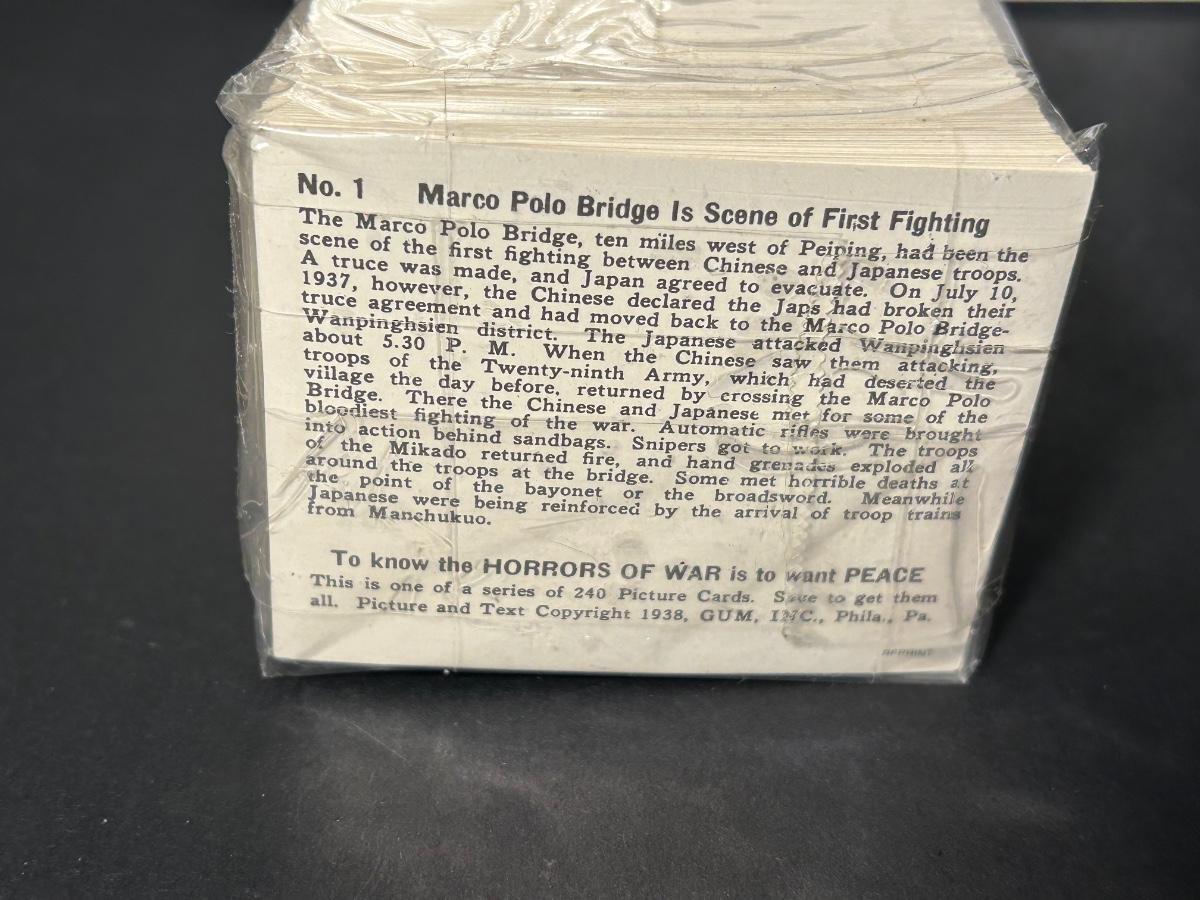 No. 1 Marco Polo Bridge Is Scene of First Fighting
The Marco Polo Bridge, ten miles west of Peiping, had been the
scene of the first fighting between Chinese and Japanese troops.
A truce was made, and Japan agreed to evacuate. On July 10,
1937, however, the Chinese declared the Japs had broken their
truce agreement and had moved back to the Marco Polo Bridge-
Wanpinghsien district. The Japanese attacked Wanpinghsien
about 5.30 P. M. When the Chinese saw them attacking,
troops of the Twenty-ninth Army, which had deserted the
village the day before, returned by crossing the Marco Polo
Bridge. There the Chinese and Japanese met for some of the
bloodiest fighting of the war. Automatic rifles were brought
into action behind sandbags. Snipers got to work. The troops
of the Mikado returned fire, and hand grenades exploded all
around the troops at the bridge. Some met horrible deaths at
the point of the bayonet or the broadsword. Meanwhile
Japanese were being reinforced by the arrival of troop trains
from Manchukuo.
To know the HORRORS OF WAR is to want PEACE
This is one of a series of 240 Picture Cards. Save to get them
all. Picture and Text Copyright 1938, GUM, INC., Phila., Pa.
REPRINT